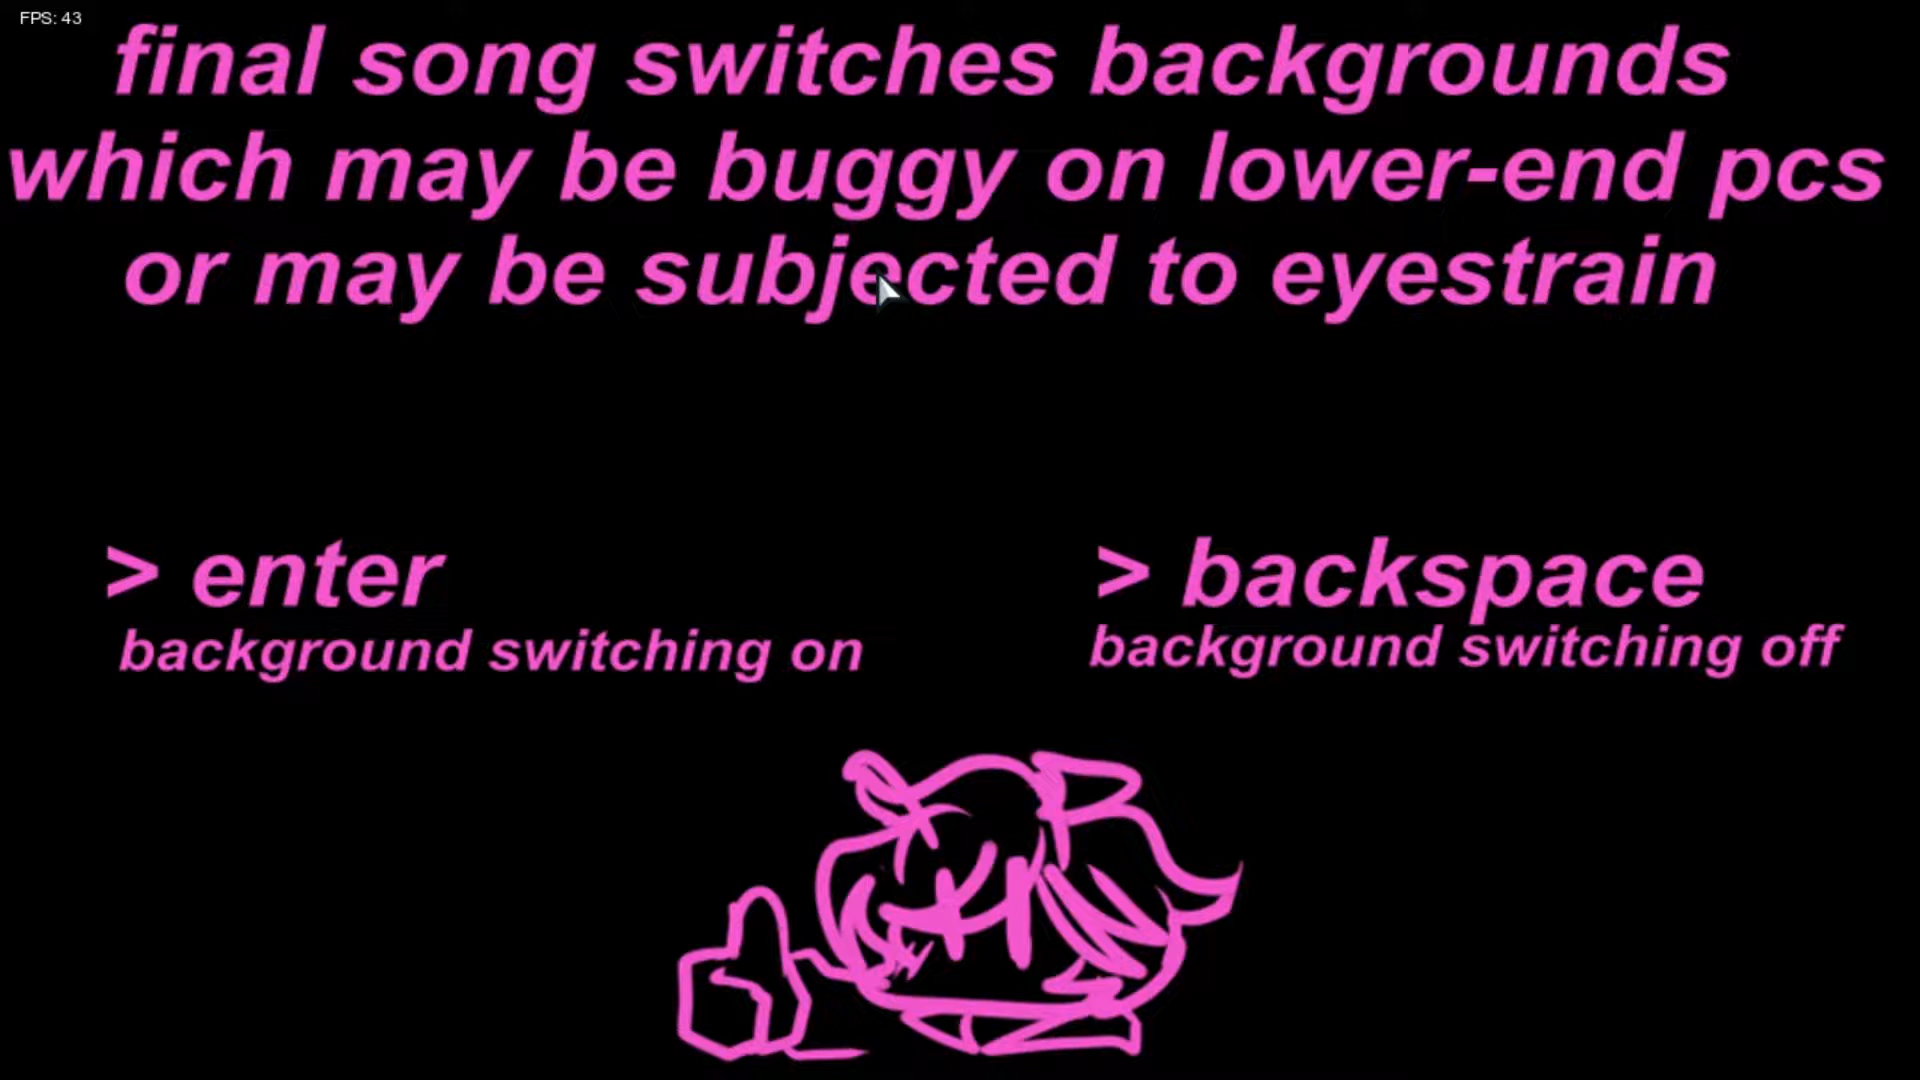 FPS: 43
final song switches backgrounds
which may be buggy on lower-end pcs
or may be subjected to eyestrain
> enter
background switching on
> backspace
background switching off